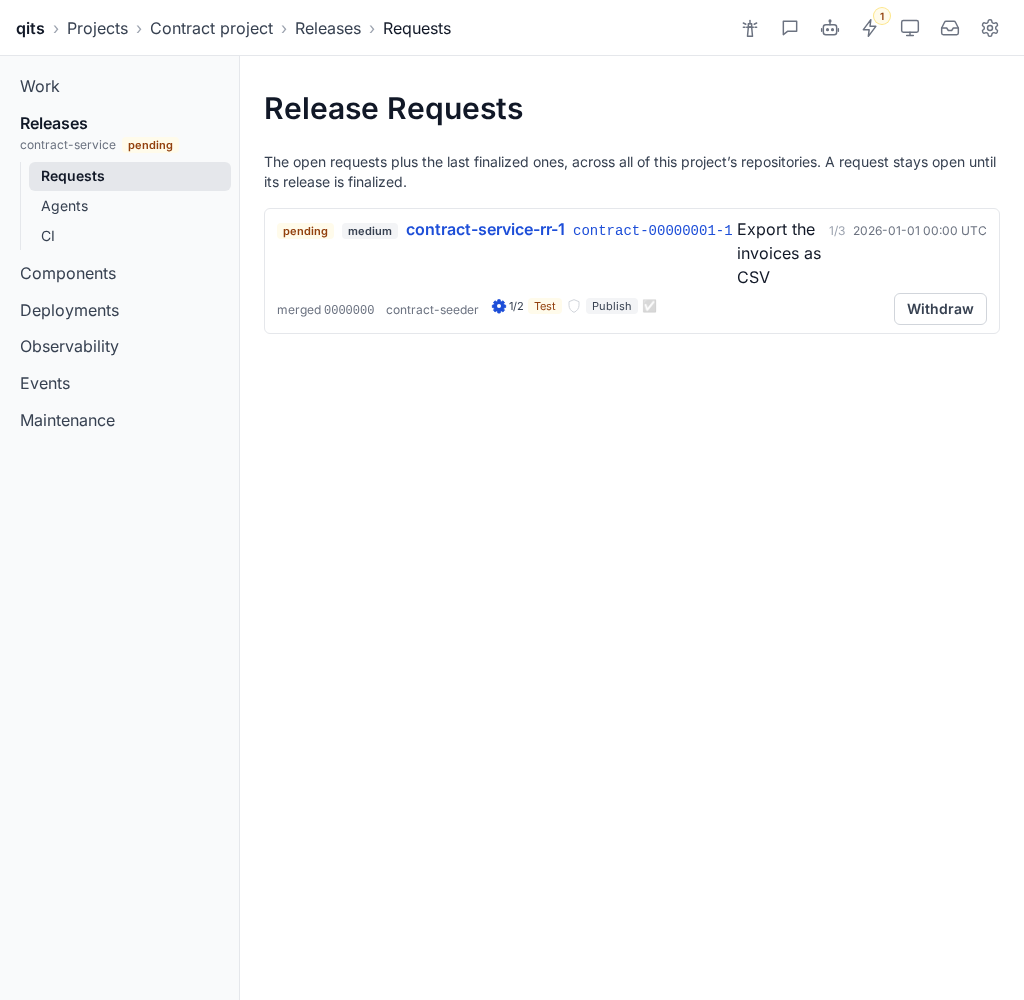 qits › Projects › Contract project › Releases › Requests
1
Work
Releases
contract-service pending
Requests
Agents
CI
Components
Deployments
Observability
Events
Maintenance
Release Requests
The open requests plus the last finalized ones, across all of this project’s repositories. A request stays open until
its release is finalized.
pending medium contract-service-rr-1 contract-00000001-1 Export the 1/3 2026-01-01 00:00 UTC
invoices as
CSV
merged 0000000 contract-seeder 1/2 Test Publish Withdraw